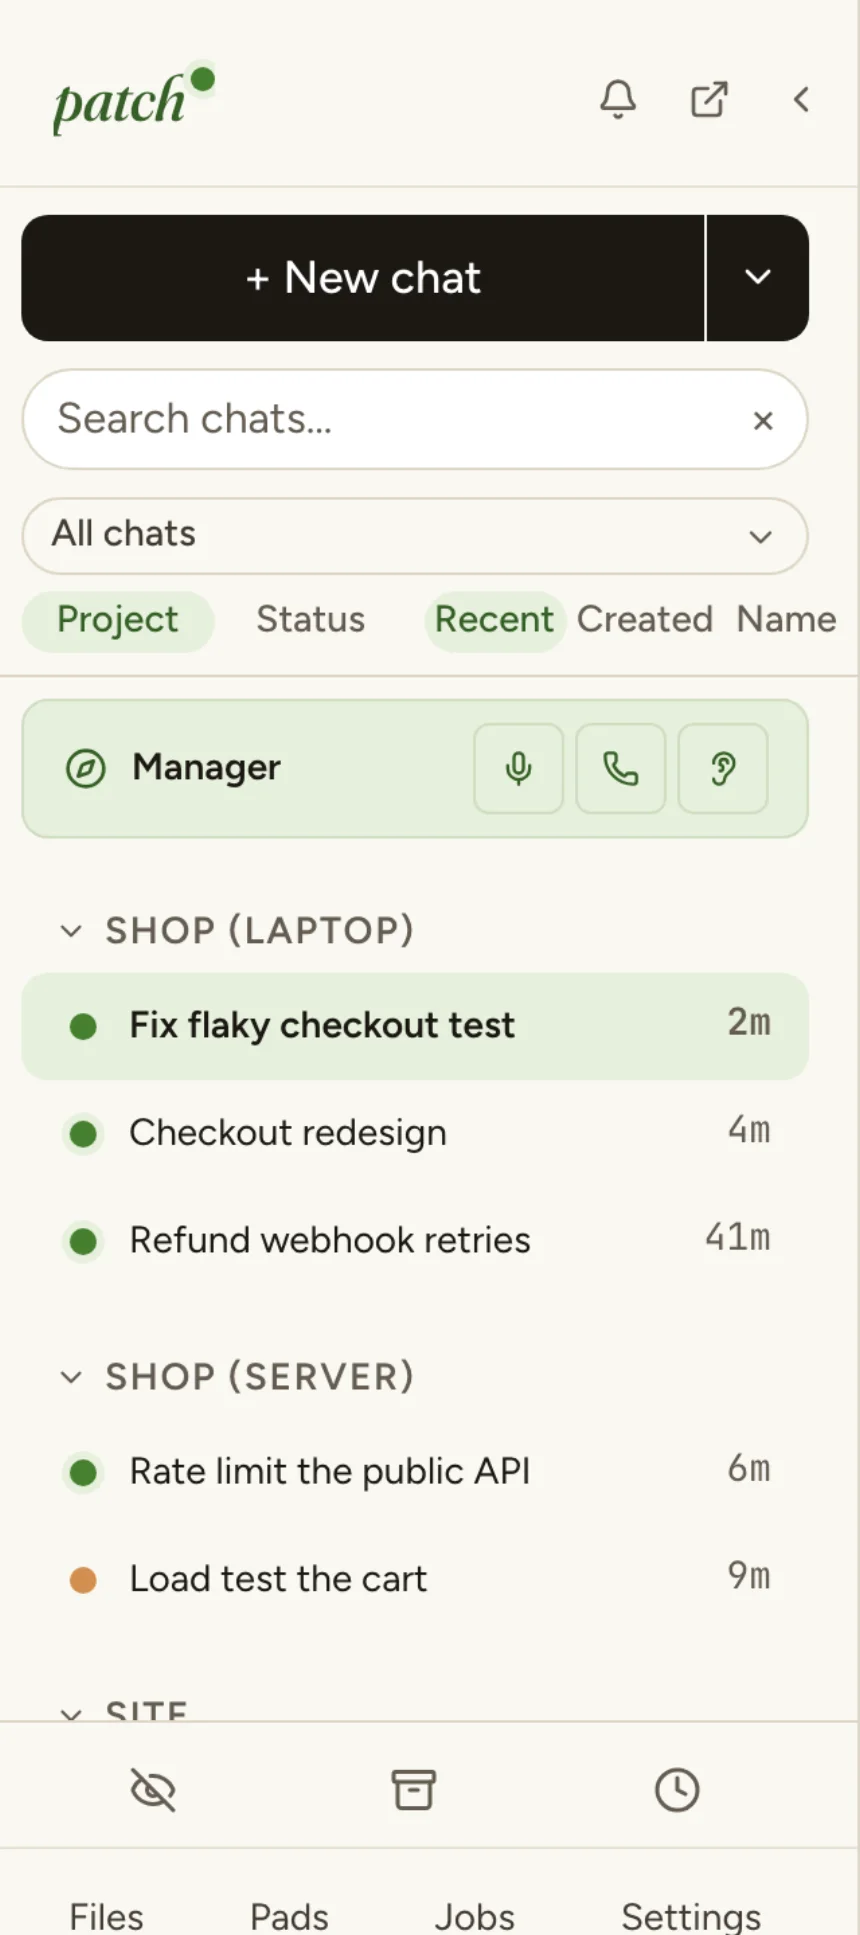 patch
+ New chat
Search chats...
All chats
Project Status Recent Created Name
Manager
SHOP (LAPTOP)
Fix flaky checkout test 2m
Checkout redesign 4m
Refund webhook retries 41m
SHOP (SERVER)
Rate limit the public API 6m
Load test the cart 9m
SITE
Files Pads Jobs Settings